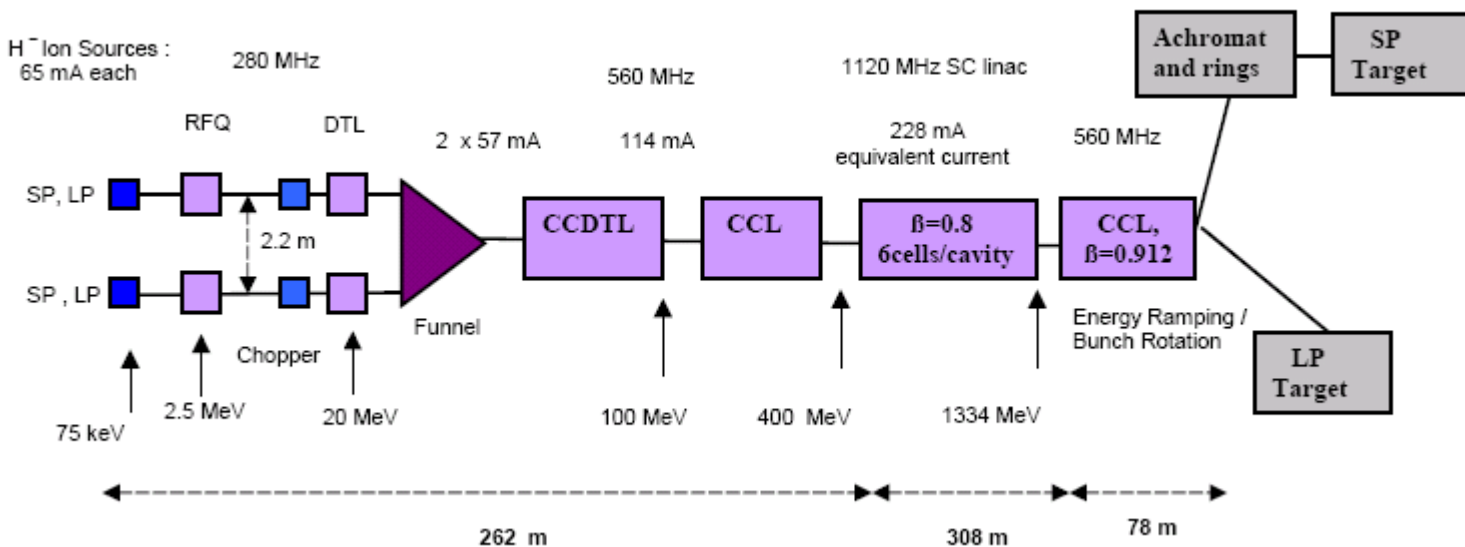 H⁻ Ion Sources :
65 mA each
280 MHz
560 MHz
1120 MHz SC linac
Achromat
and rings
SP
Target
RFQ
DTL
2 x 57 mA
114 mA
228 mA
equivalent current
560 MHz
SP, LP
2.2 m
SP , LP
CCDTL
CCL
ß=0.8
6cells/cavity
CCL,
ß=0.912
Funnel
Chopper
Energy Ramping /
Bunch Rotation
LP
Target
75 keV
2.5 MeV
20 MeV
100 MeV
400 MeV
1334 MeV
262 m
308 m
78 m